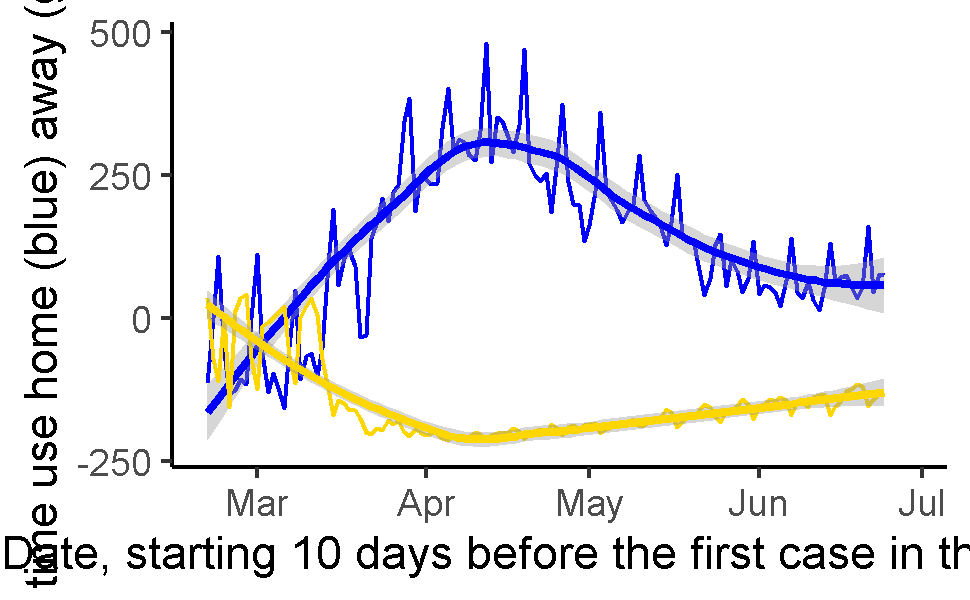 time use home (blue) away (
500
250
0
-250
Mar Apr May Jun Jul
Date, starting 10 days before the first case in th